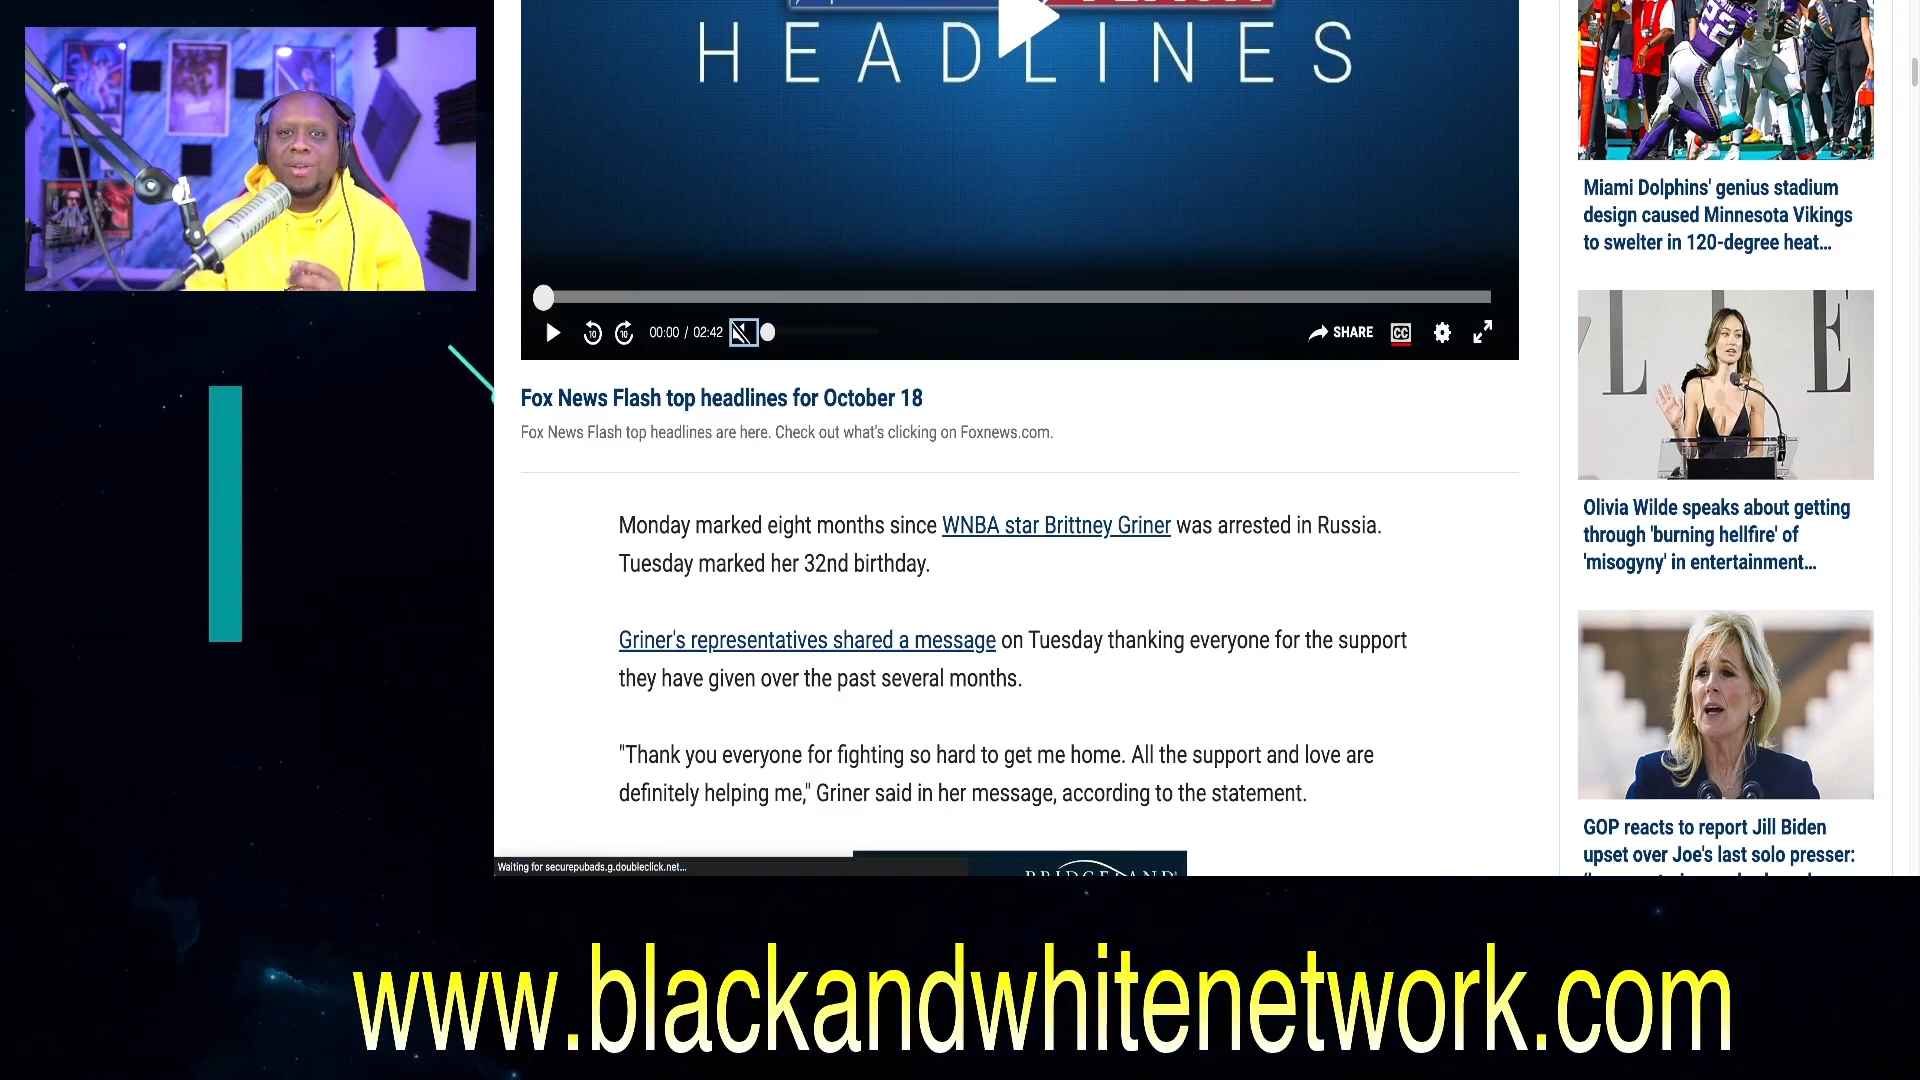 HEADLINES
10
10
00:00 / 02:42
SHARE
CC
Fox News Flash top headlines for October 18
Fox News Flash top headlines are here. Check out what's clicking on Foxnews.com.
Monday marked eight months since WNBA star Brittney Griner was arrested in Russia.
Tuesday marked her 32nd birthday.
Griner's representatives shared a message on Tuesday thanking everyone for the support
they have given over the past several months.
"Thank you everyone for fighting so hard to get me home. All the support and love are
definitely helping me," Griner said in her message, according to the statement.
Waiting for securepubads.g.doubleclick.net...
BRIDGELAND
22
Miami Dolphins' genius stadium
design caused Minnesota Vikings
to swelter in 120-degree heat...
L E
Olivia Wilde speaks about getting
through 'burning hellfire' of
'misogyny' in entertainment...
GOP reacts to report Jill Biden
upset over Joe's last solo presser:
www.blackandwhitenetwork.com